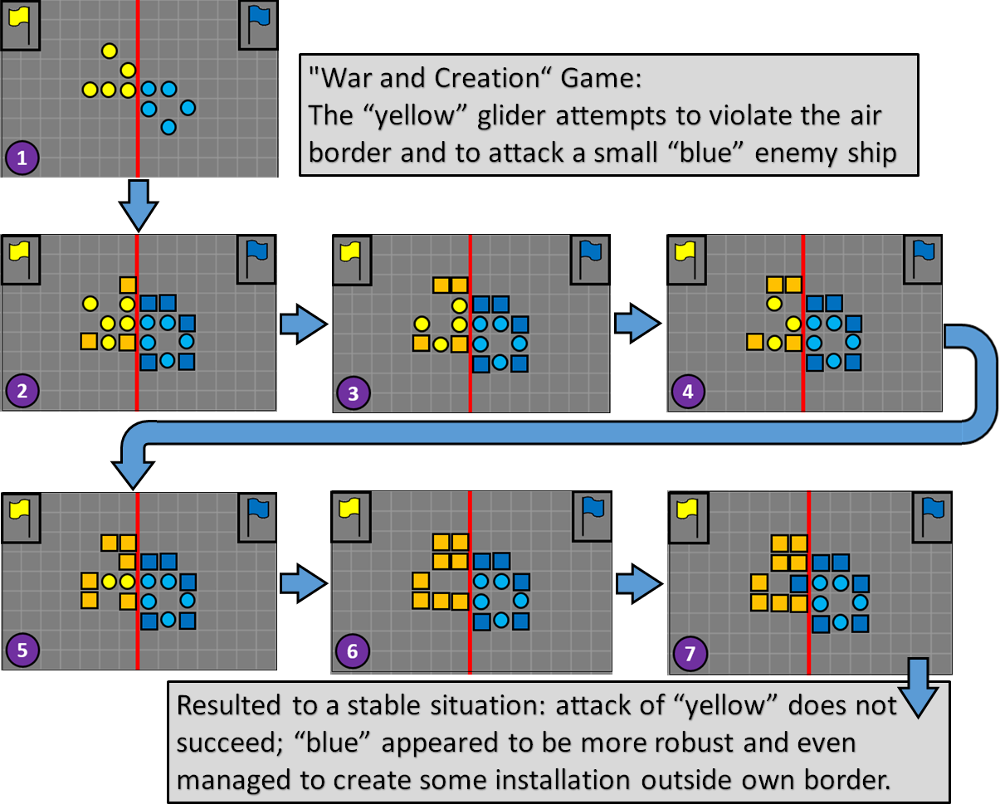 "War and Creation“ Game:
The “yellow” glider attempts to violate the air
border and to attack a small “blue” enemy ship
1
2
3
4
5
6
7
Resulted to a stable situation: attack of “yellow” does not
succeed; “blue” appeared to be more robust and even
managed to create some installation outside own border.